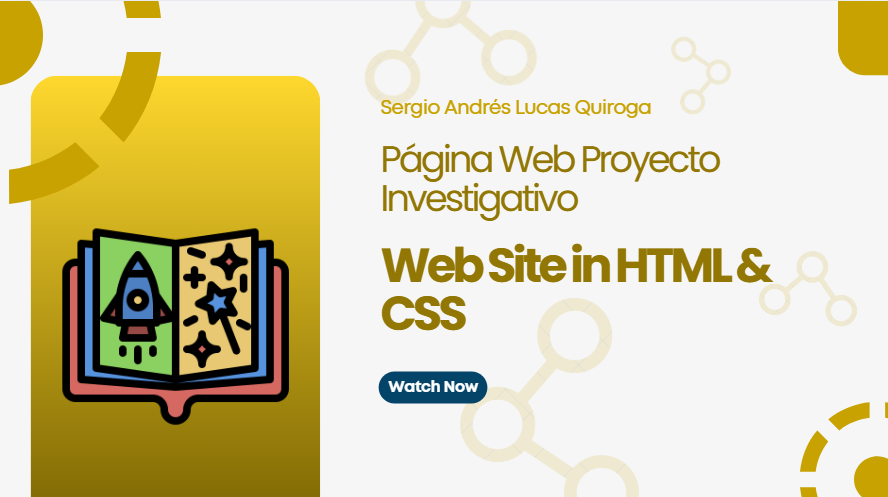 Sergio Andrés Lucas Quiroga
Página Web Proyecto
Investigativo
Web Site in HTML &
CSS
Watch Now